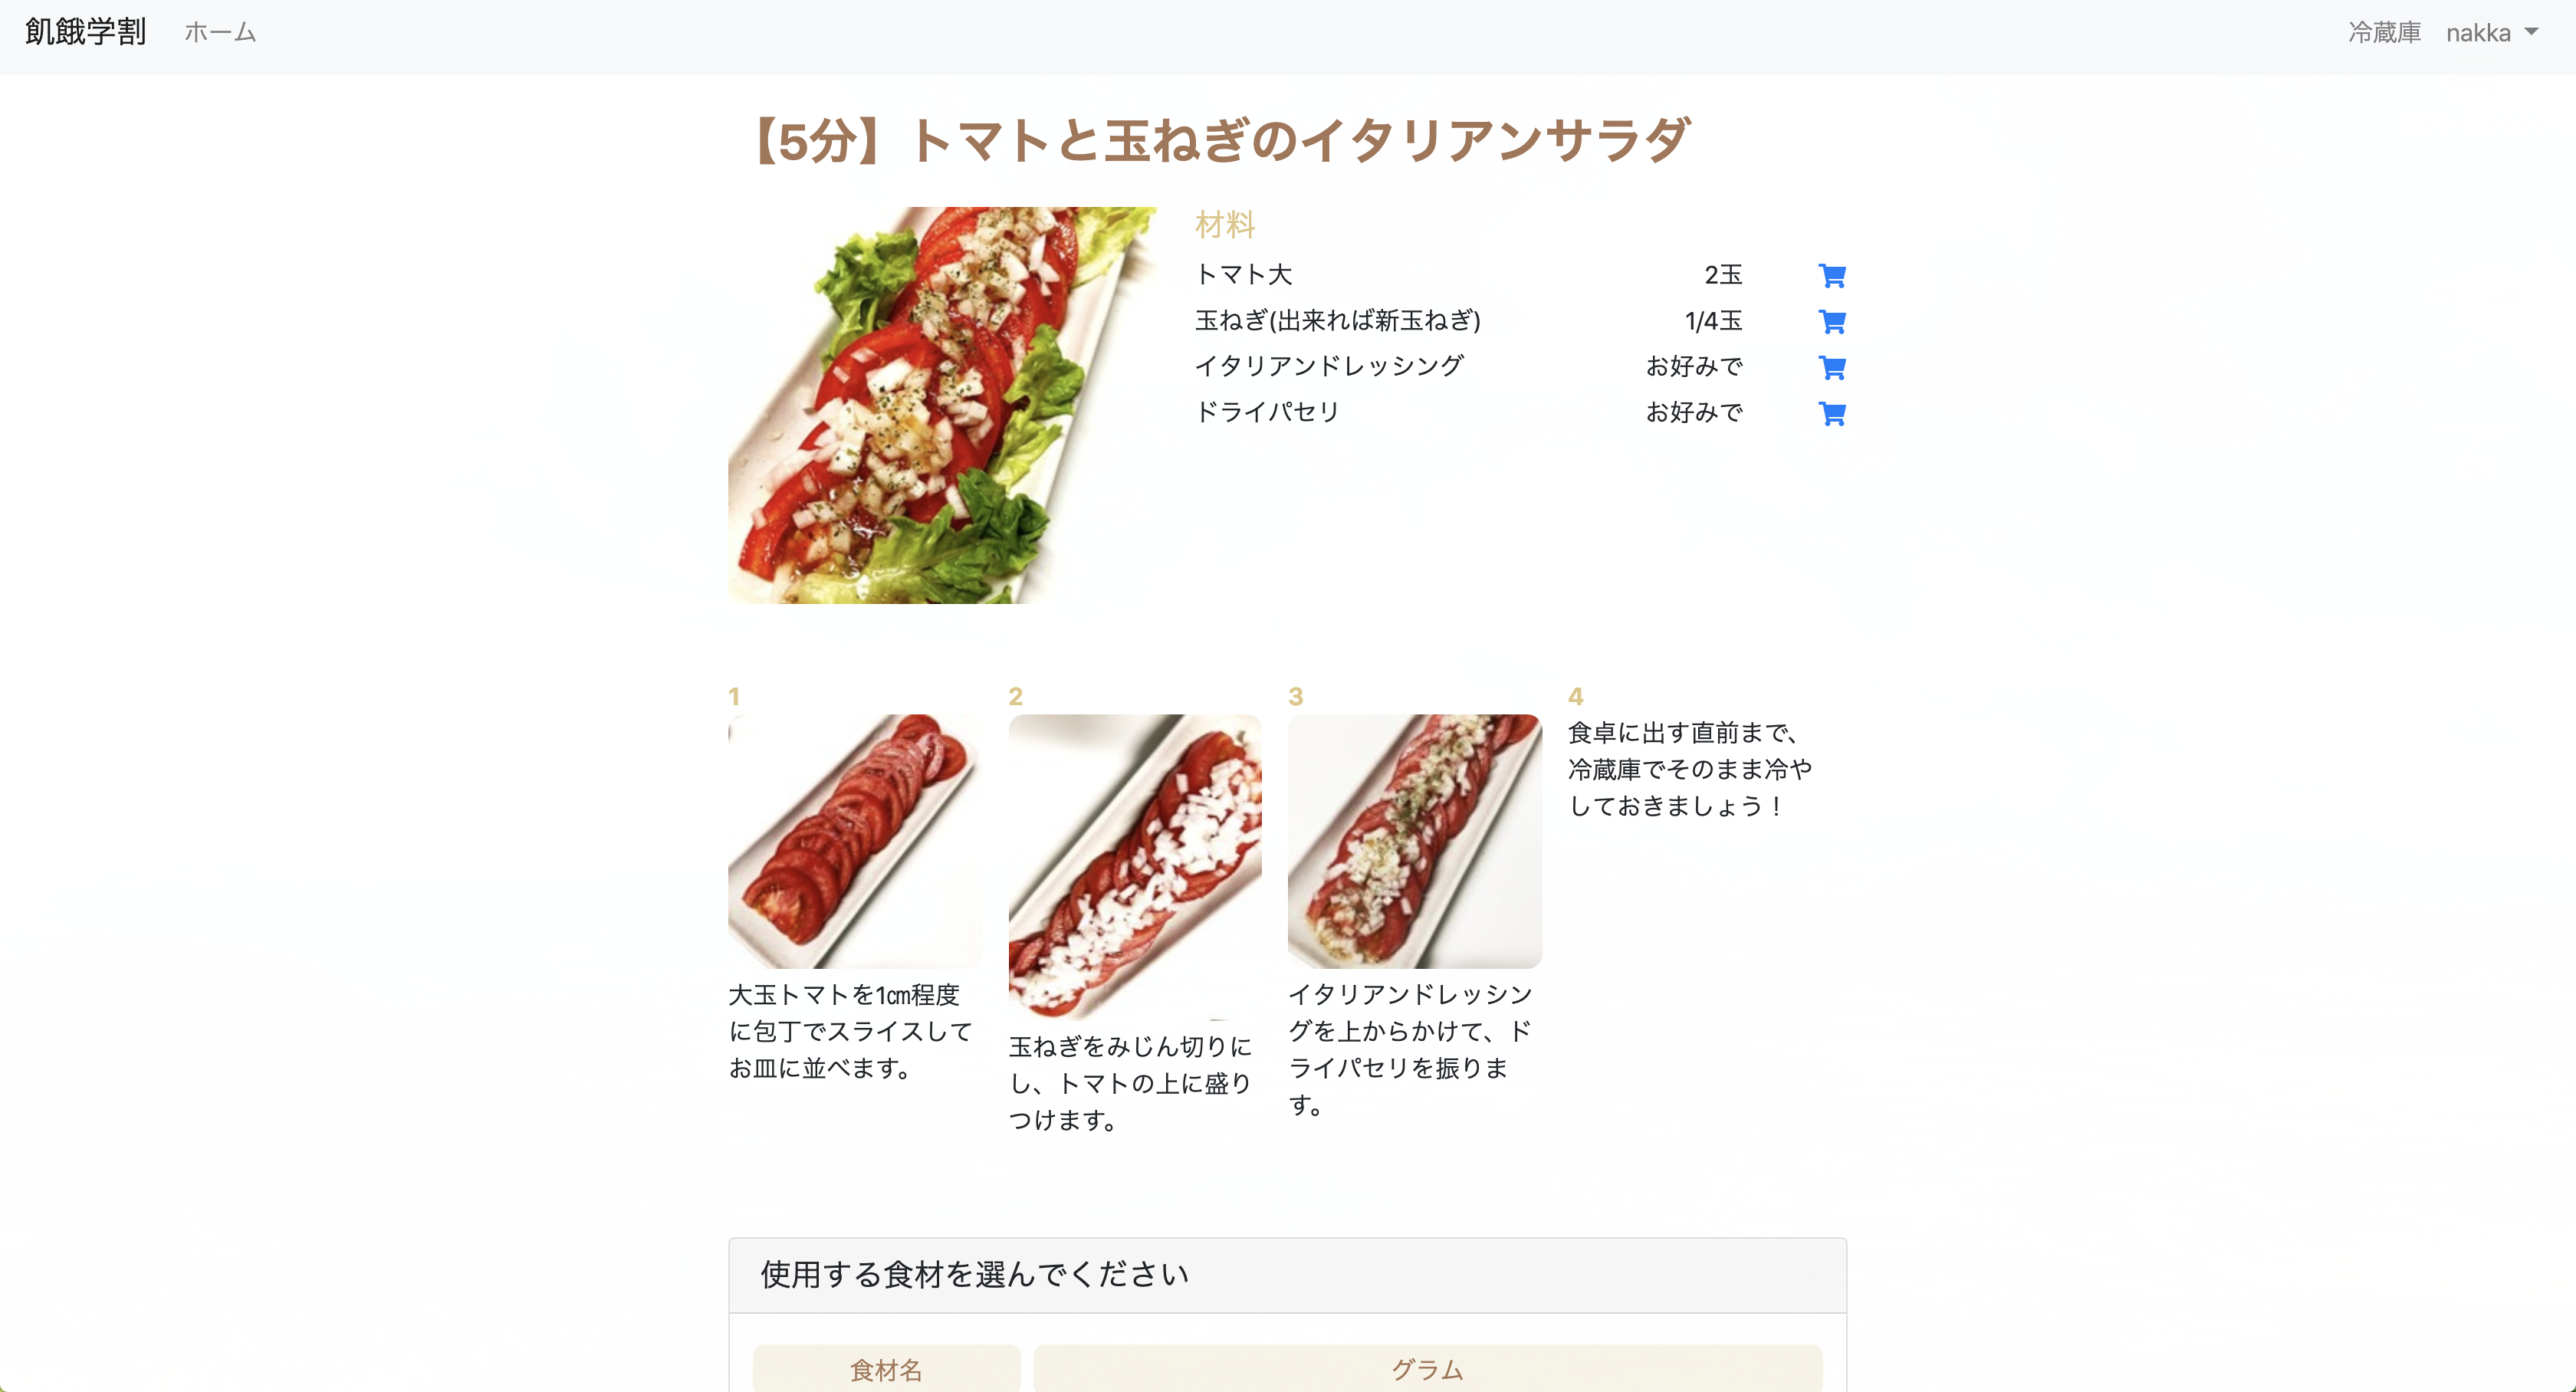 飢餓学割 ホーム 冷蔵庫 nakka
【5分】トマトと玉ねぎのイタリアンサラダ
材料
トマト大 2玉
玉ねぎ(出来れば新玉ねぎ) 1/4玉
イタリアンドレッシング お好みで
ドライパセリ お好みで
1
大玉トマトを1㎝程度
に包丁でスライスして
お皿に並べます。
2
玉ねぎをみじん切りに
し、トマトの上に盛り
つけます。
3
イタリアンドレッシン
グを上からかけて、ド
ライパセリを振りま
す。
4
食卓に出す直前まで、
冷蔵庫でそのまま冷や
しておきましょう！
使用する食材を選んでください
食材名 グラム